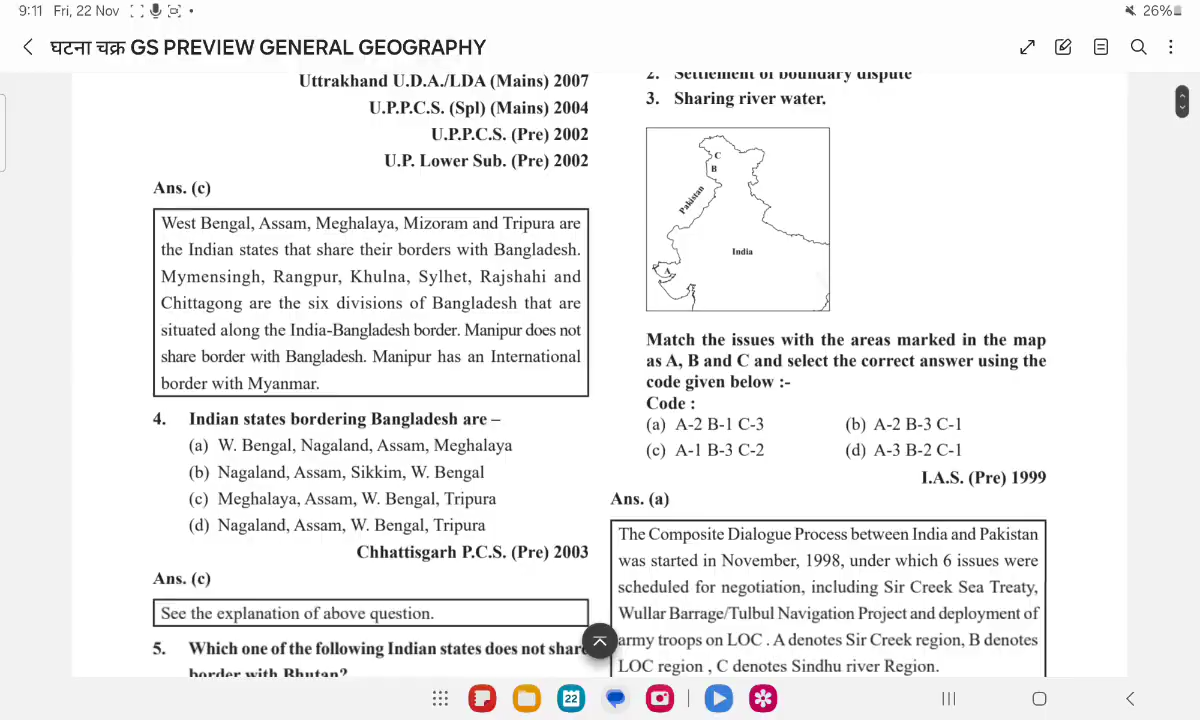 9:11 Fri, 22 Nov
26%
घटना चक्र GS PREVIEW GENERAL GEOGRAPHY
Uttrakhand U.D.A./LDA (Mains) 2007
U.P.P.C.S. (Spl) (Mains) 2004
U.P.P.C.S. (Pre) 2002
U.P. Lower Sub. (Pre) 2002
Ans. (c)
West Bengal, Assam, Meghalaya, Mizoram and Tripura are
the Indian states that share their borders with Bangladesh.
Mymensingh, Rangpur, Khulna, Sylhet, Rajshahi and
Chittagong are the six divisions of Bangladesh that are
situated along the India-Bangladesh border. Manipur does not
share border with Bangladesh. Manipur has an International
border with Myanmar.
4. Indian states bordering Bangladesh are –
(a) W. Bengal, Nagaland, Assam, Meghalaya
(b) Nagaland, Assam, Sikkim, W. Bengal
(c) Meghalaya, Assam, W. Bengal, Tripura
(d) Nagaland, Assam, W. Bengal, Tripura
Chhattisgarh P.C.S. (Pre) 2003
Ans. (c)
See the explanation of above question.
5. Which one of the following Indian states does not share
border with Bhutan?
2. Settlement of boundary dispute
3. Sharing river water.
C
B
Pakistan
India
A
Match the issues with the areas marked in the map
as A, B and C and select the correct answer using the
code given below :-
Code :
(a) A-2 B-1 C-3 (b) A-2 B-3 C-1
(c) A-1 B-3 C-2 (d) A-3 B-2 C-1
I.A.S. (Pre) 1999
Ans. (a)
The Composite Dialogue Process between India and Pakistan
was started in November, 1998, under which 6 issues were
scheduled for negotiation, including Sir Creek Sea Treaty,
Wullar Barrage/Tulbul Navigation Project and deployment of
army troops on LOC . A denotes Sir Creek region, B denotes
LOC region , C denotes Sindhu river Region.
22